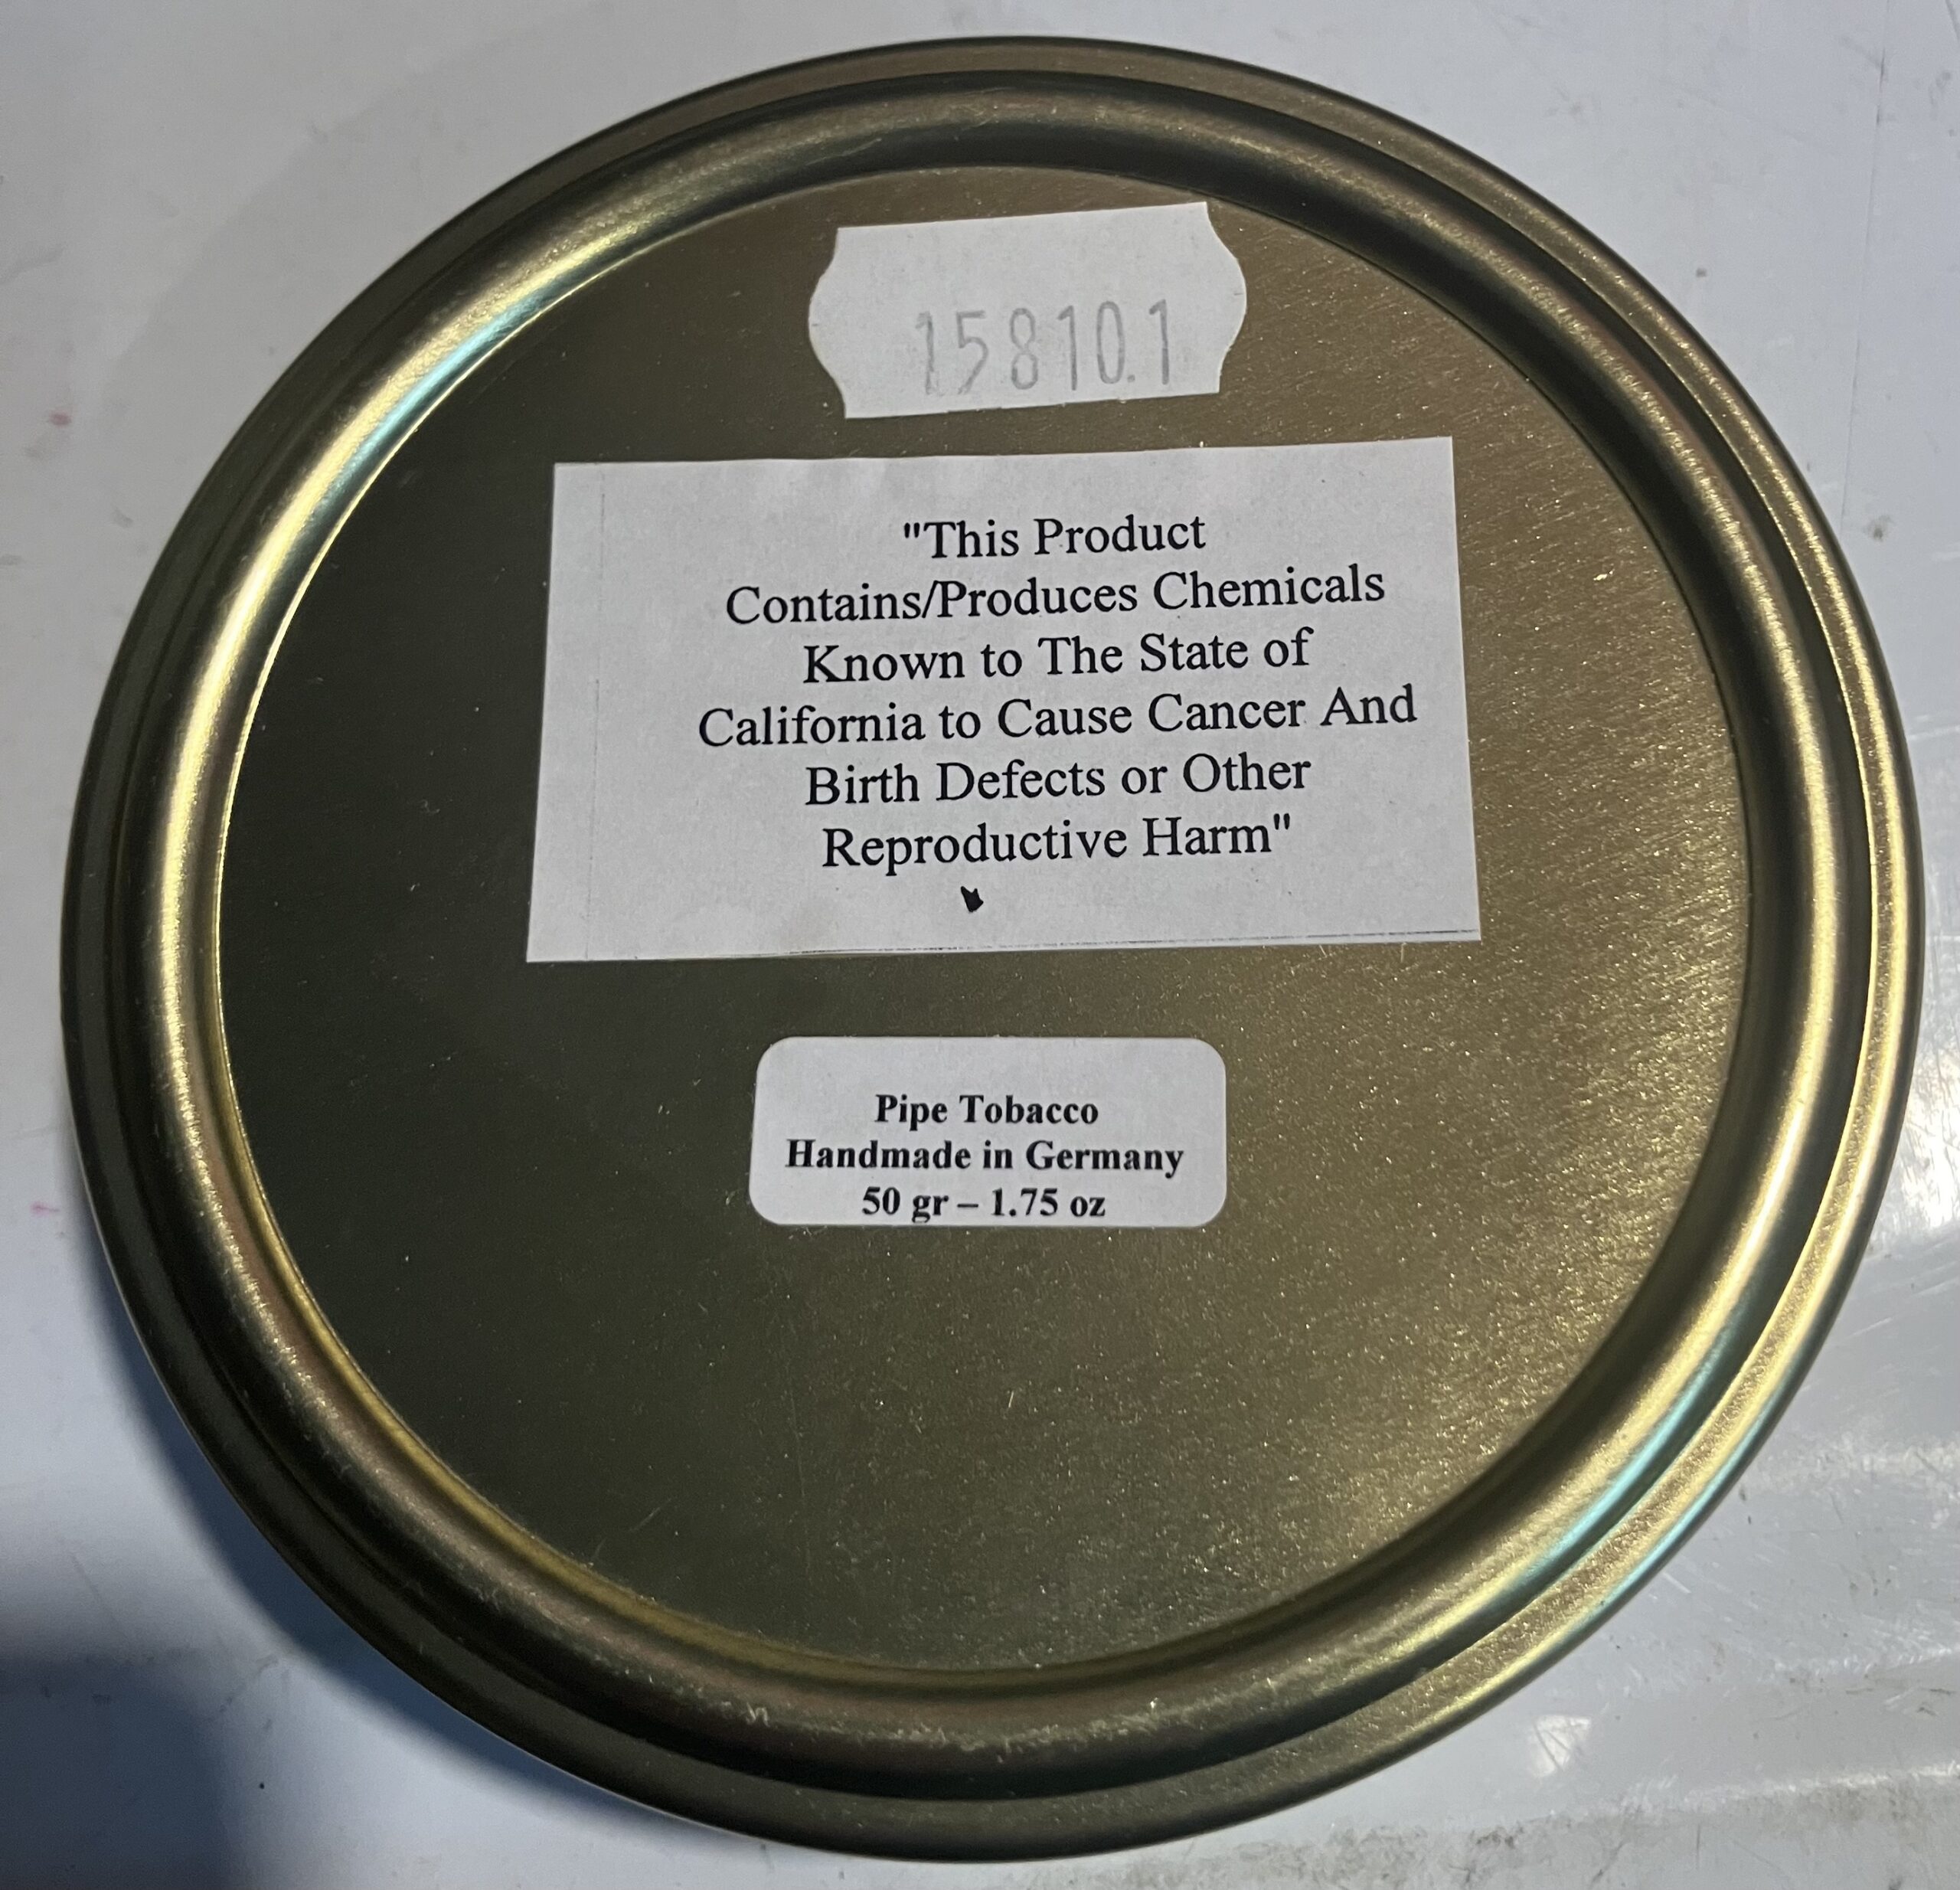 158101
"This Product
Contains/Produces Chemicals
Known to The State of
California to Cause Cancer And
Birth Defects or Other
Reproductive Harm"
Pipe Tobacco
Handmade in Germany
50 gr – 1.75 oz